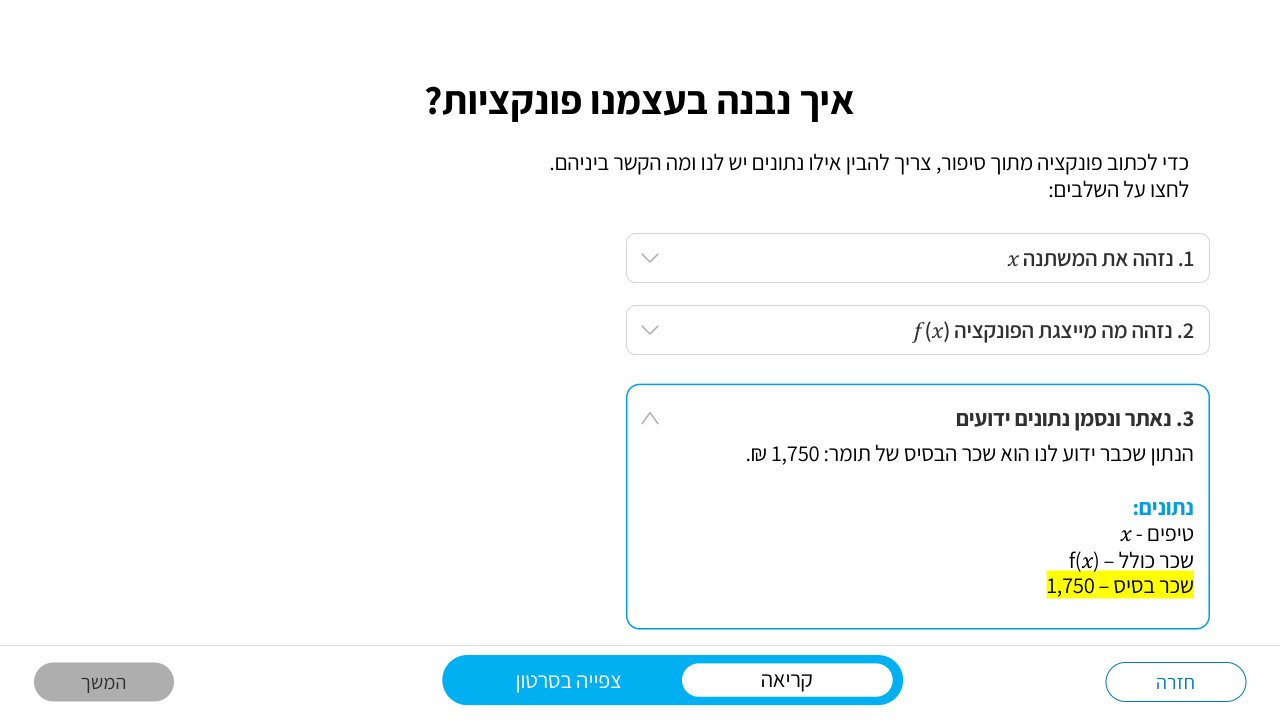 איך נבנה בעצמנו פונקציות?
כדי לכתוב פונקציה מתוך סיפור, צריך להבין אילו נתונים יש לנו ומה הקשר ביניהם.
לחצו על השלבים:
1. נזהה את המשתנה x
2. נזהה מה מייצגת הפונקציה f(x)
3. נאתר ונסמן נתונים ידועים
הנתון שכבר ידוע לנו הוא שכר הבסיס של תומר: 1,750 ₪.
נתונים:
טיפים - x
שכר כולל – f(x)
שכר בסיס – 1,750
חזרה
קריאה
צפייה בסרטון
המשך